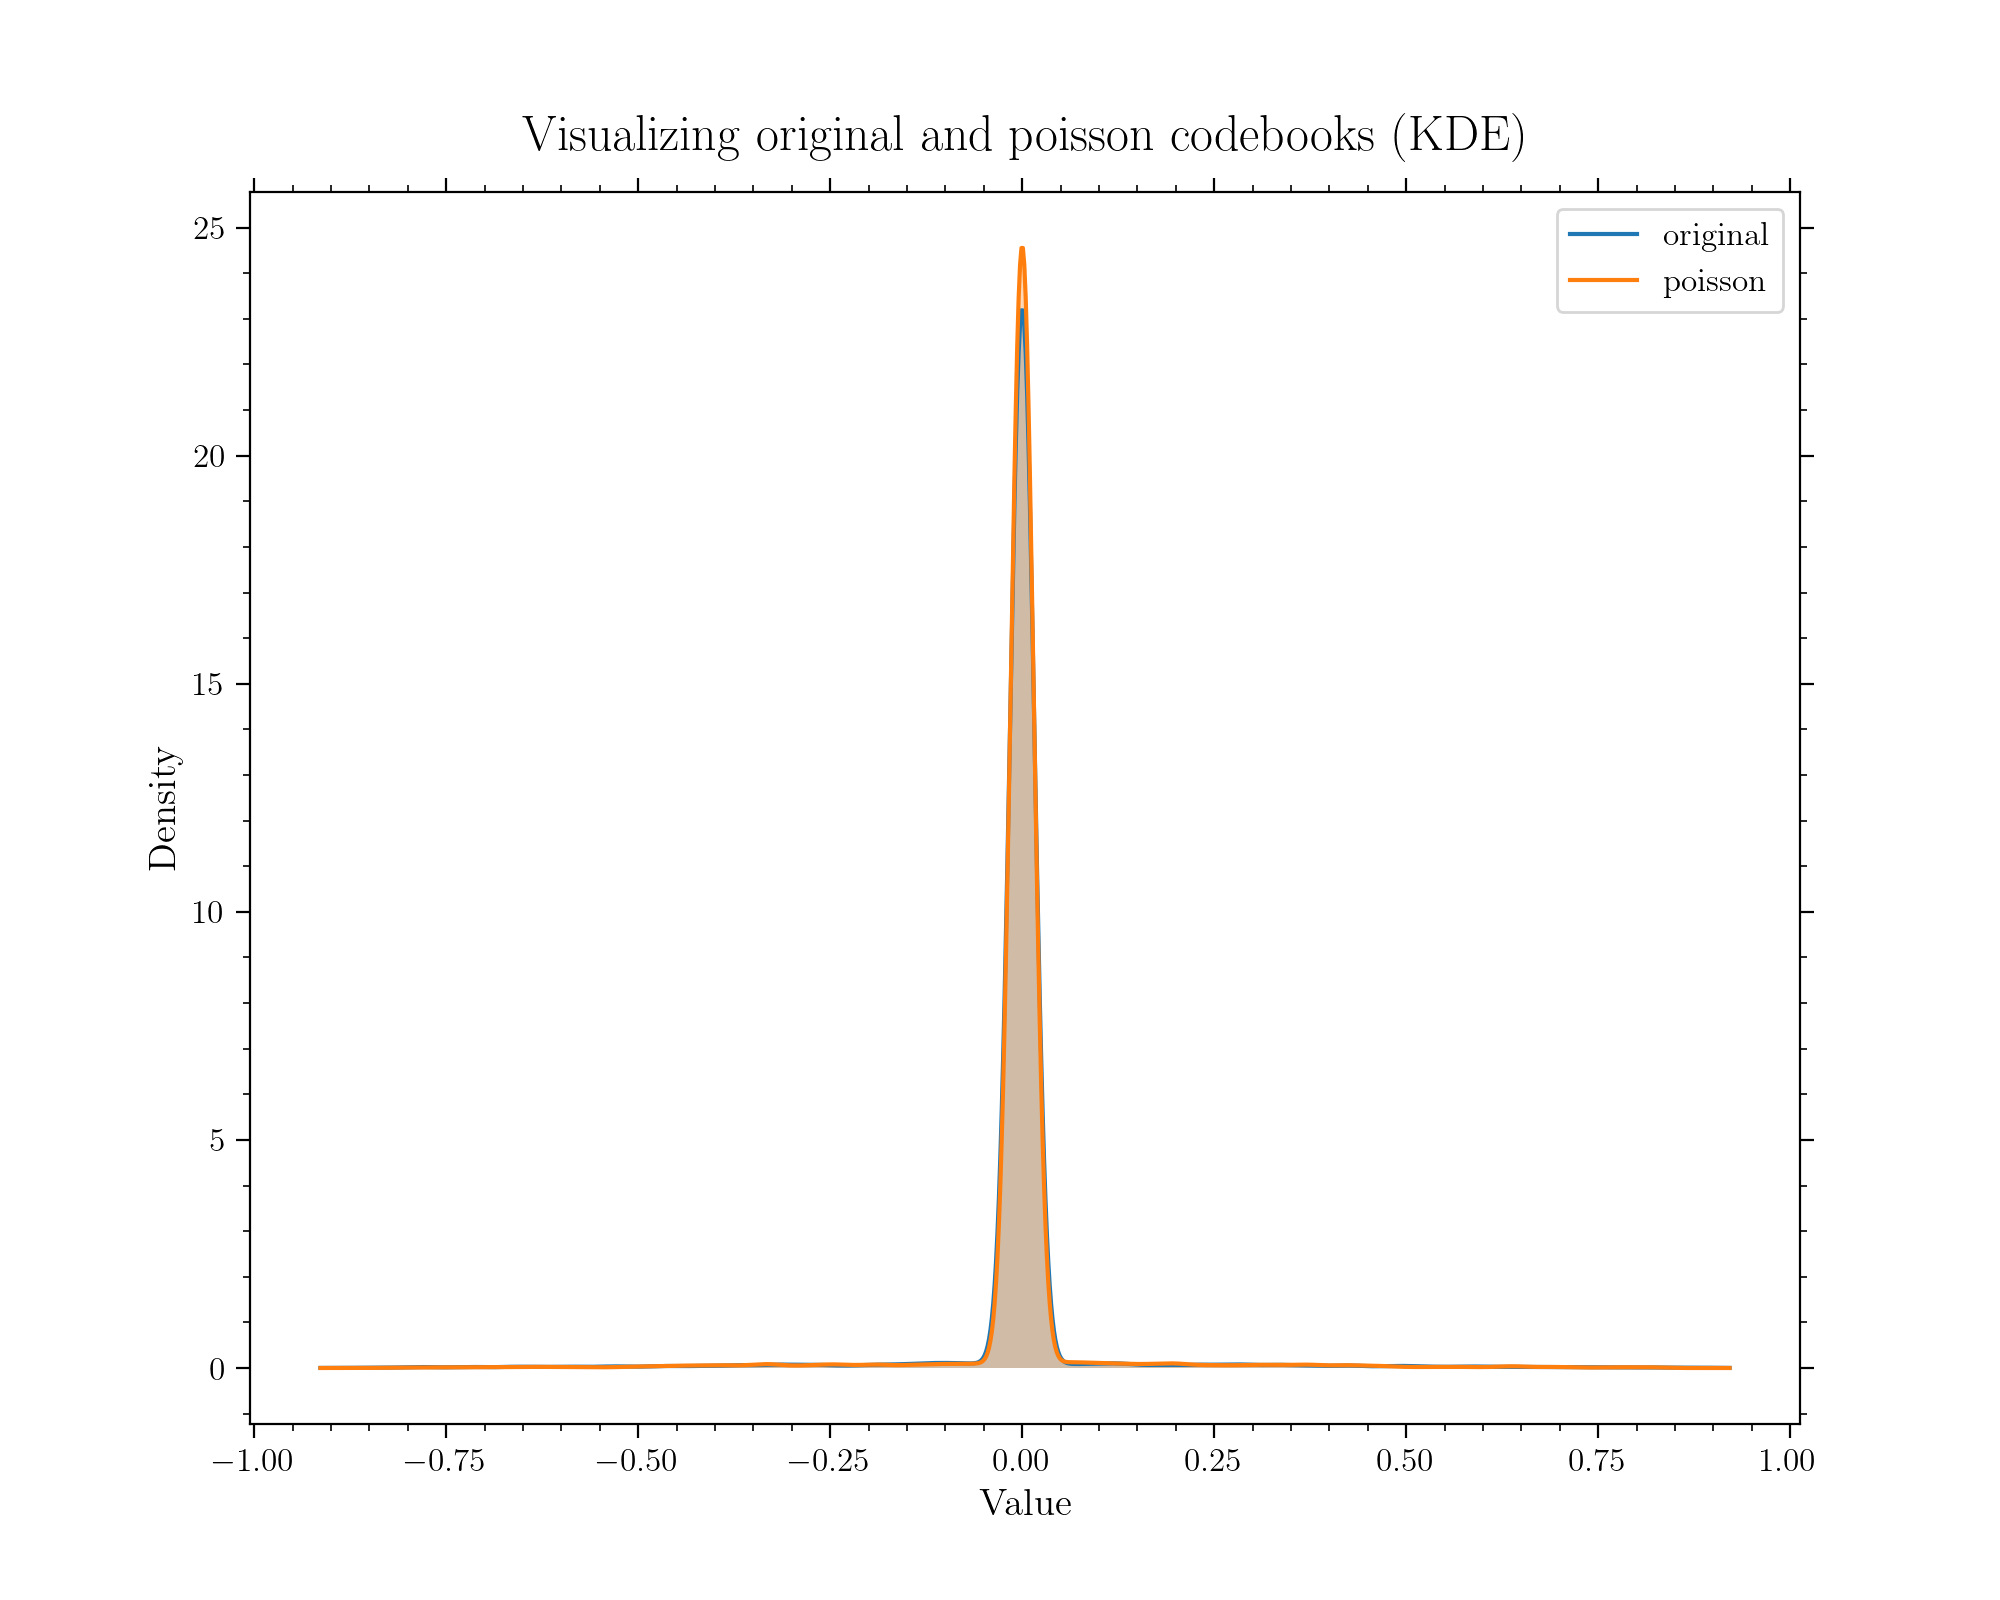 Visualizing original and poisson codebooks (KDE)
original
poisson
25
20
15
10
5
0
Density
−1.00 −0.75 −0.50 −0.25 0.00 0.25 0.50 0.75 1.00
Value